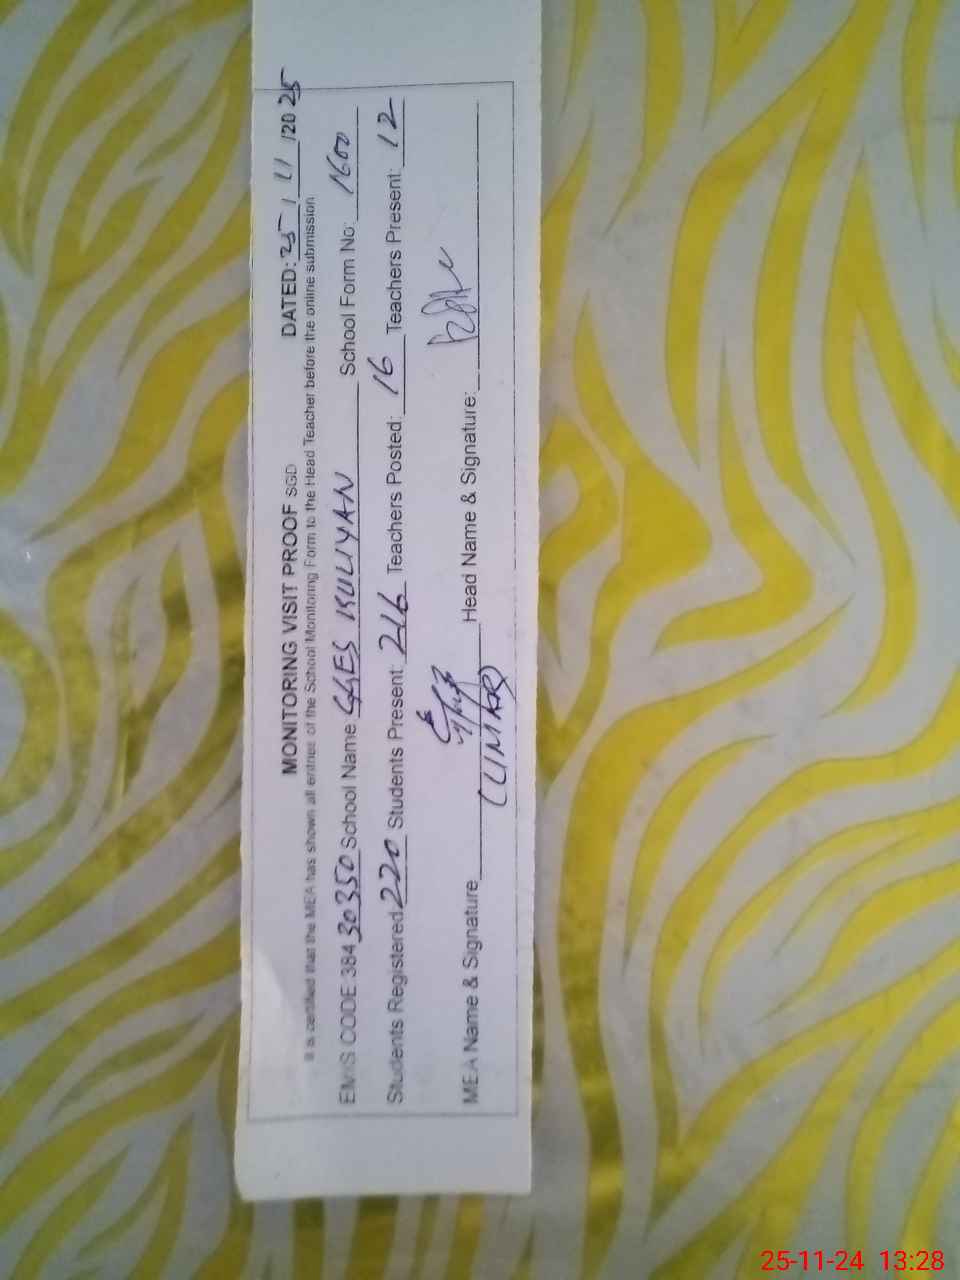 MONITORING VISIT PROOF SGD DATED: 25 / 11 /20 25
It is certified that the MEA has shown all entries of the School Monitoring Form to the Head Teacher before the online submission
EMIS CODE:384 30350 School Name GGES KULIYAN School Form No: 1600
Students Registered: 220 Students Present: 216 Teachers Posted: 16 Teachers Present: 12
MEA Name & Signature Head Name & Signature:
25-11-24 13:28